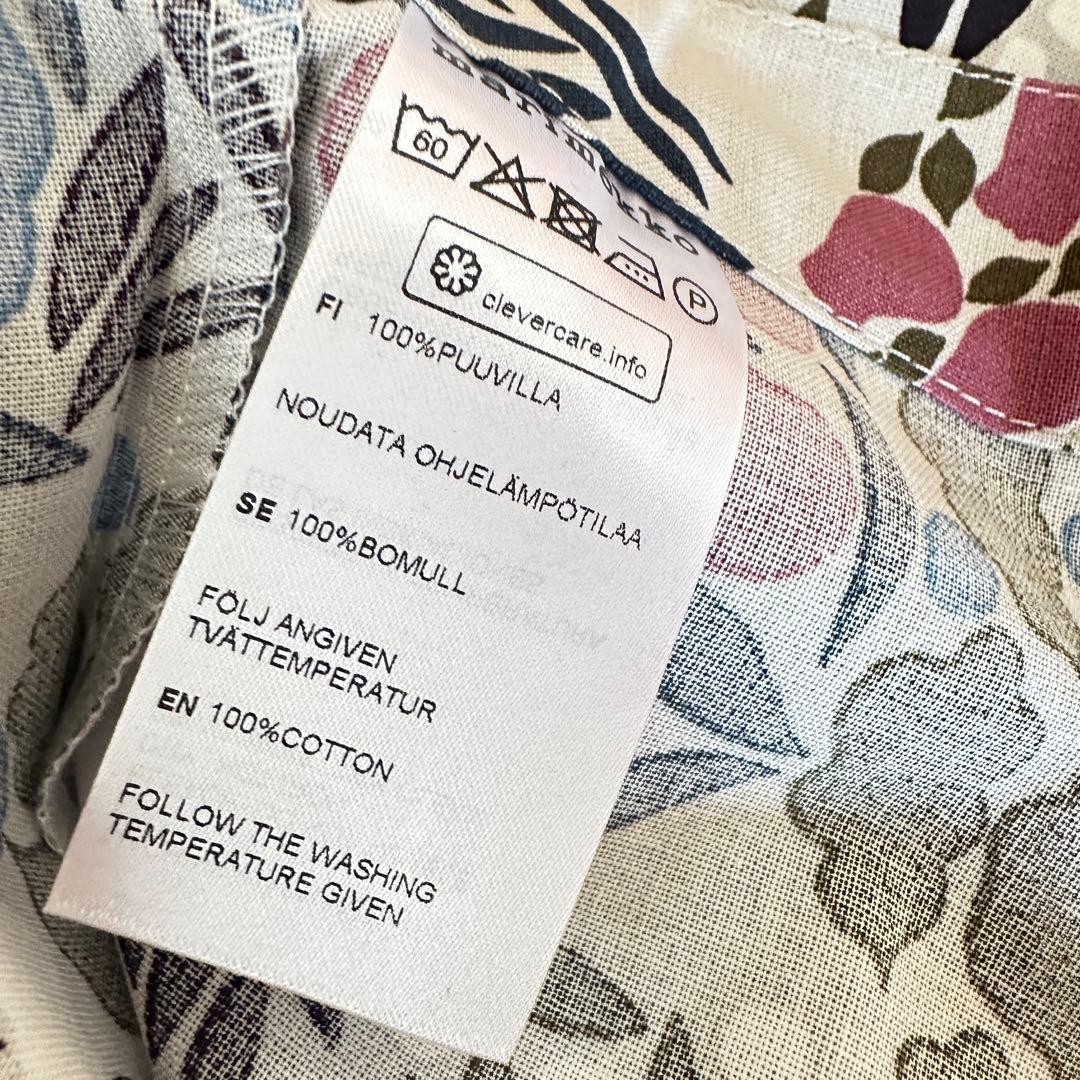 marimekko
60
P
clevercare.info
FI 100%PUUVILLA
NOUDATA OHJELÄMPÖTILAA
SE 100%BOMULL
FÖLJ ANGIVEN
TVÄTTEMPERATUR
EN 100%COTTON
FOLLOW THE WASHING
TEMPERATURE GIVEN